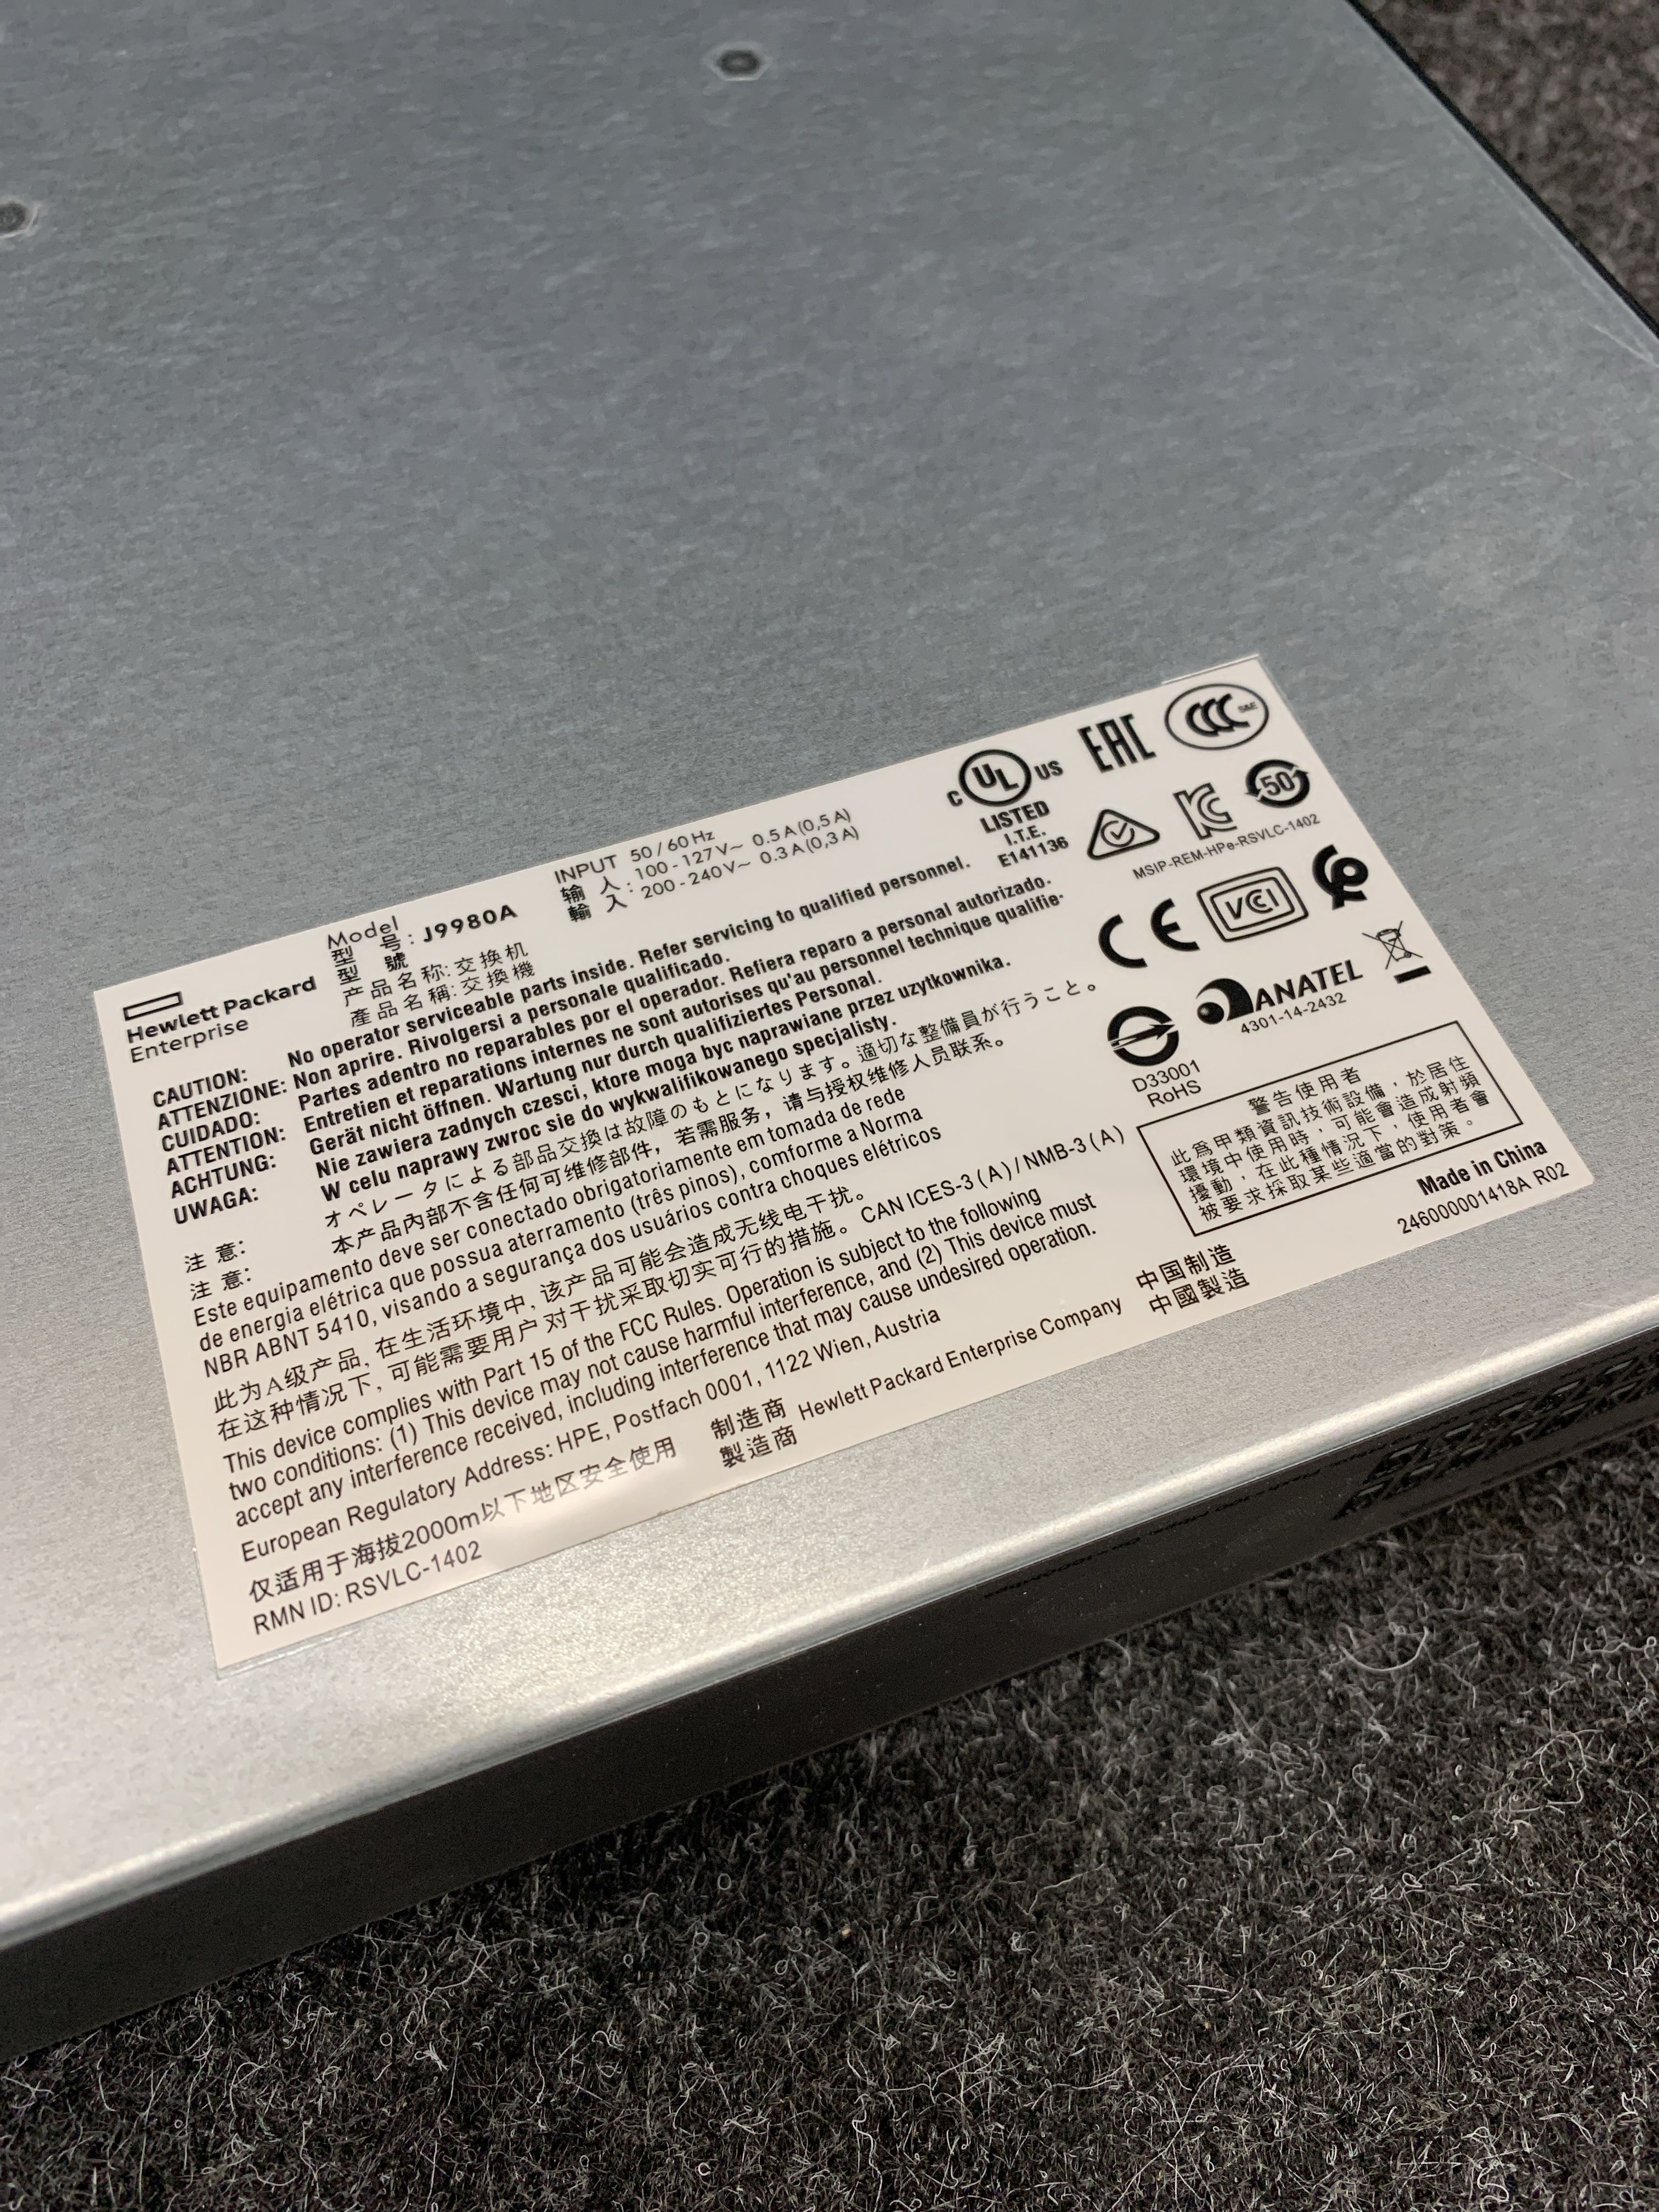 Hewlett Packard
Enterprise
Model
型 号: J9980A
型 號
产品名称: 交换机
產品名稱: 交換機
INPUT 50 / 60 Hz
输 入: 100 - 127 V~ 0.5 A (0,5 A)
輸 入 200 - 240 V~ 0.3 A (0,3 A)
C UL US
LISTED
I.T.E.
E141136
EAC
CCC S&E
50
MSIP-REM-HPe-RSVLC-1402
CE
VCI
D33001
RoHS
ANATEL
4301-14-2432
CAUTION: No operator serviceable parts inside. Refer servicing to qualified personnel.
ATTENZIONE: Non aprire. Rivolgersi a personale qualificado.
CUIDADO: Partes adentro no reparables por el operador. Refiera reparo a personal autorizado.
ATTENTION: Entretien et reparations internes ne sont autorises qu'au personnel technique qualifie.
ACHTUNG: Gerät nicht öffnen. Wartung nur durch qualifiziertes Personal.
UWAGA: Nie zawiera zadnych czesci, ktore moga byc naprawiane przez uzytkownika.
W celu naprawy zwroc sie do wykwalifikowanego specjalisty.
注 意: オペレータによる部品交換は故障のもとになります。適切な整備員が行うこと。
注 意: 本产品内部不含任何可维修部件，若需服务，请与授权维修人员联系。
Este equipamento deve ser conectado obrigatoriamente em tomada de rede
de energia elétrica que possua aterramento (três pinos), conforme a Norma
NBR ABNT 5410, visando a segurança dos usuários contra choques elétricos
此为A级产品, 在生活环境中, 该产品可能会造成无线电干扰。
在这种情况下, 可能需要用户对干扰采取切实可行的措施。 CAN ICES-3 (A) / NMB-3 (A)
This device complies with Part 15 of the FCC Rules. Operation is subject to the following
two conditions: (1) This device may not cause harmful interference, and (2) This device must
accept any interference received, including interference that may cause undesired operation.
European Regulatory Address: HPE, Postfach 0001, 1122 Wien, Austria
仅适用于海拔2000m以下地区安全使用
RMN ID: RSVLC-1402
制造商
製造商 Hewlett Packard Enterprise Company
中国制造
中國製造
警告使用者
此為甲類資訊技術設備，於居住
環境中使用時，可能會造成射頻
擾動，在此種情況下，使用者會
被要求採取某些適當的對策。
Made in China
246000001418A R02